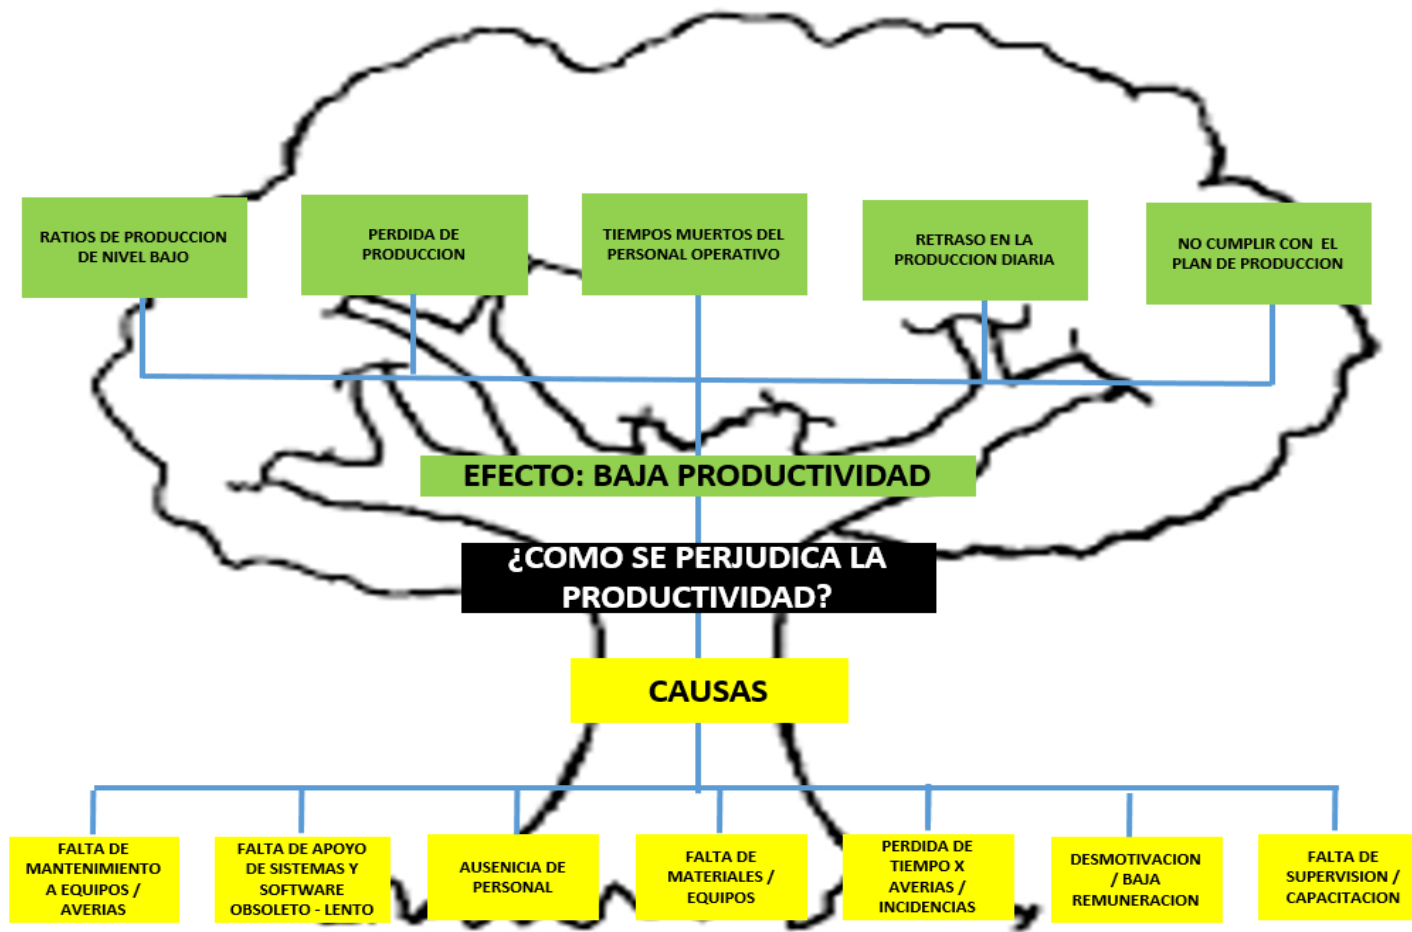 RATIOS DE PRODUCCION
DE NIVEL BAJO
PERDIDA DE
PRODUCCION
TIEMPOS MUERTOS DEL
PERSONAL OPERATIVO
RETRASO EN LA
PRODUCCION DIARIA
NO CUMPLIR CON EL
PLAN DE PRODUCCION
EFECTO: BAJA PRODUCTIVIDAD
¿COMO SE PERJUDICA LA
PRODUCTIVIDAD?
CAUSAS
FALTA DE
MANTENIMIENTO
A EQUIPOS /
AVERIAS
FALTA DE APOYO
DE SISTEMAS Y
SOFTWARE
OBSOLETO - LENTO
AUSENICIA DE
PERSONAL
FALTA DE
MATERIALES /
EQUIPOS
PERDIDA DE
TIEMPO X
AVERIAS /
INCIDENCIAS
DESMOTIVACION
/ BAJA
REMUNERACION
FALTA DE
SUPERVISION /
CAPACITACION